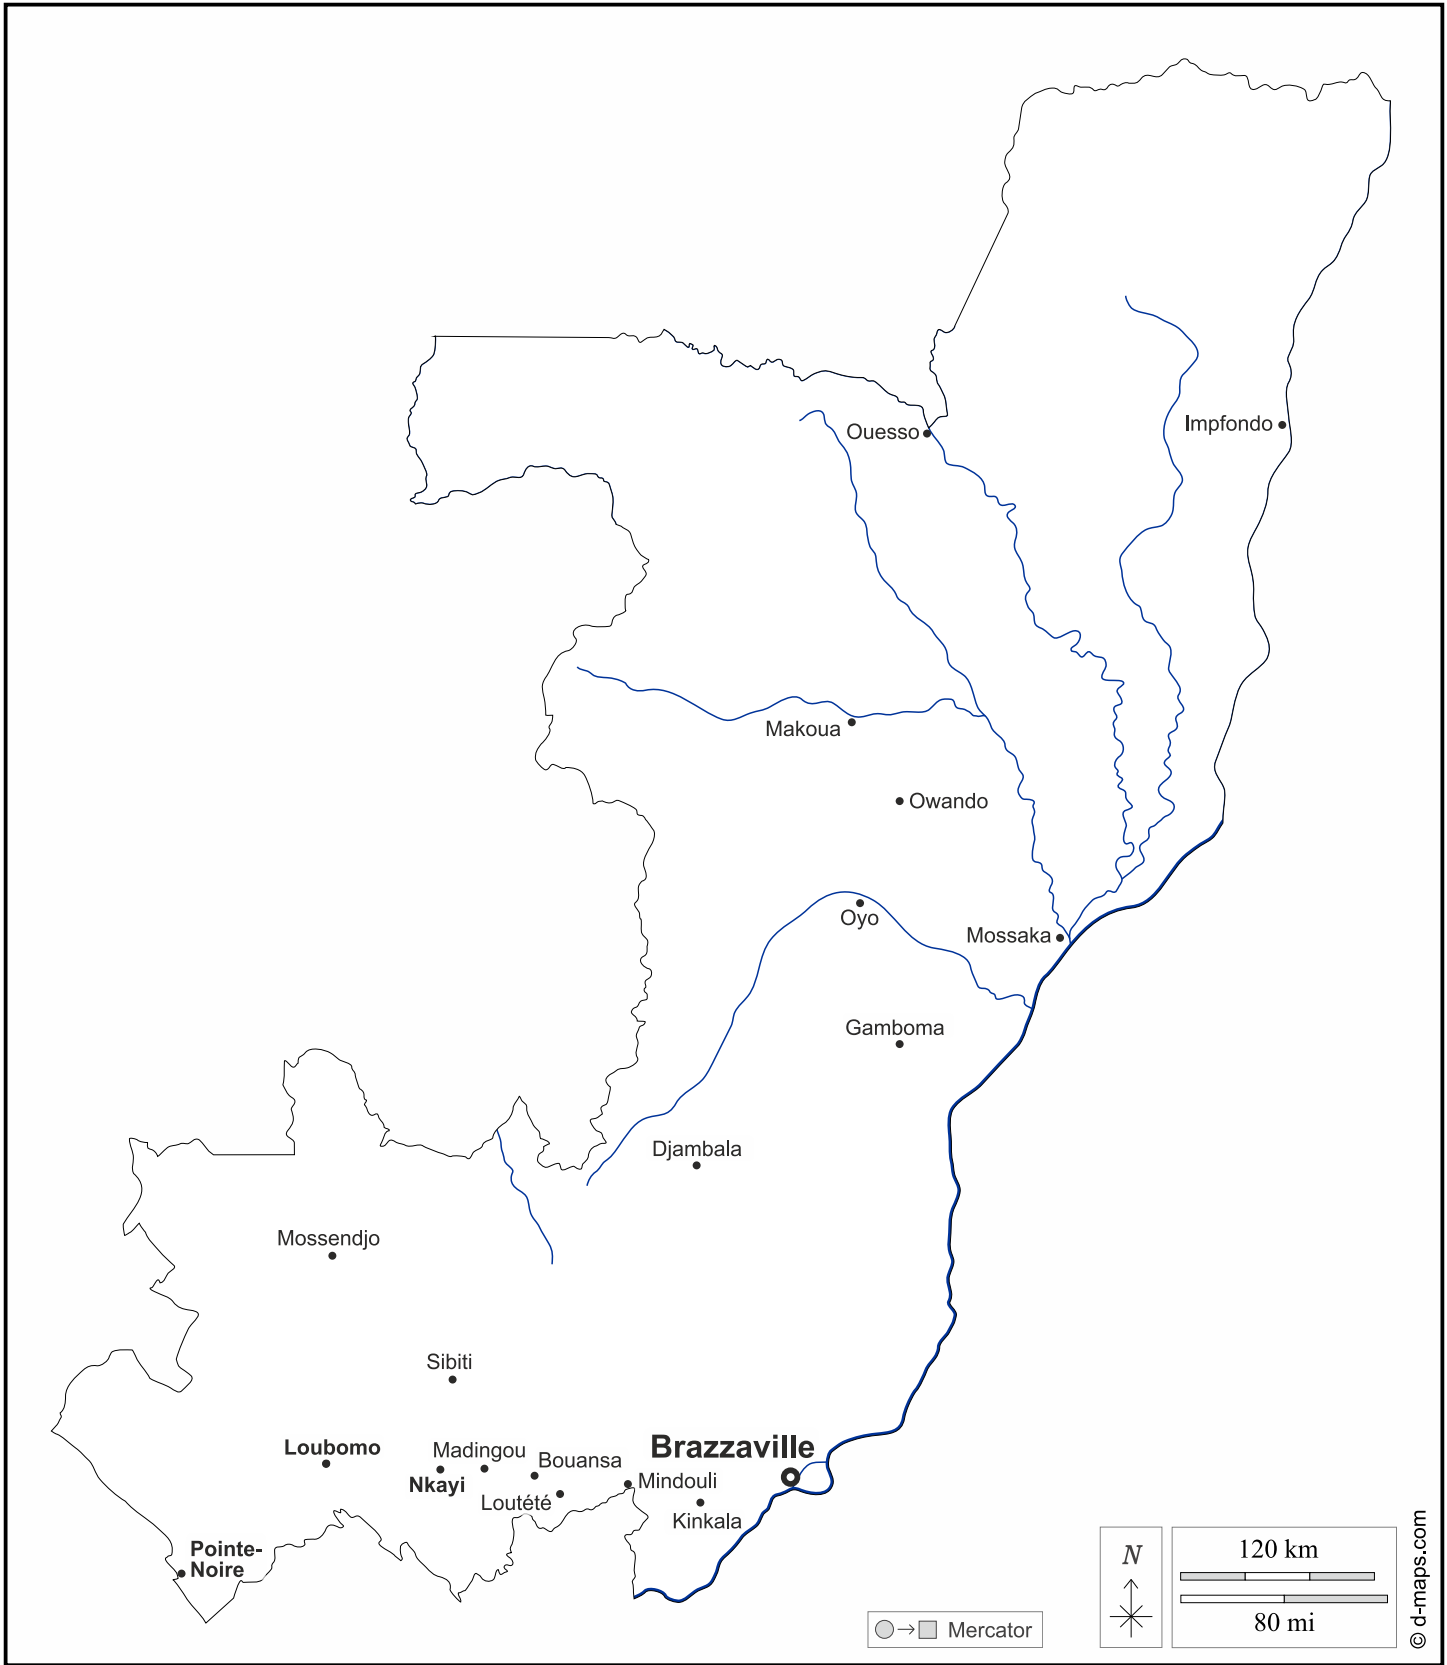 Ouesso
Impfondo
Makoua
Owando
Oyo
Mossaka
Gamboma
Djambala
Mossendjo
Sibiti
Loubomo
Madingou
Nkayi
Bouansa
Loutété
Brazzaville
Mindouli
Kinkala
Pointe-
Noire
Mercator
N
120 km
80 mi
© d-maps.com